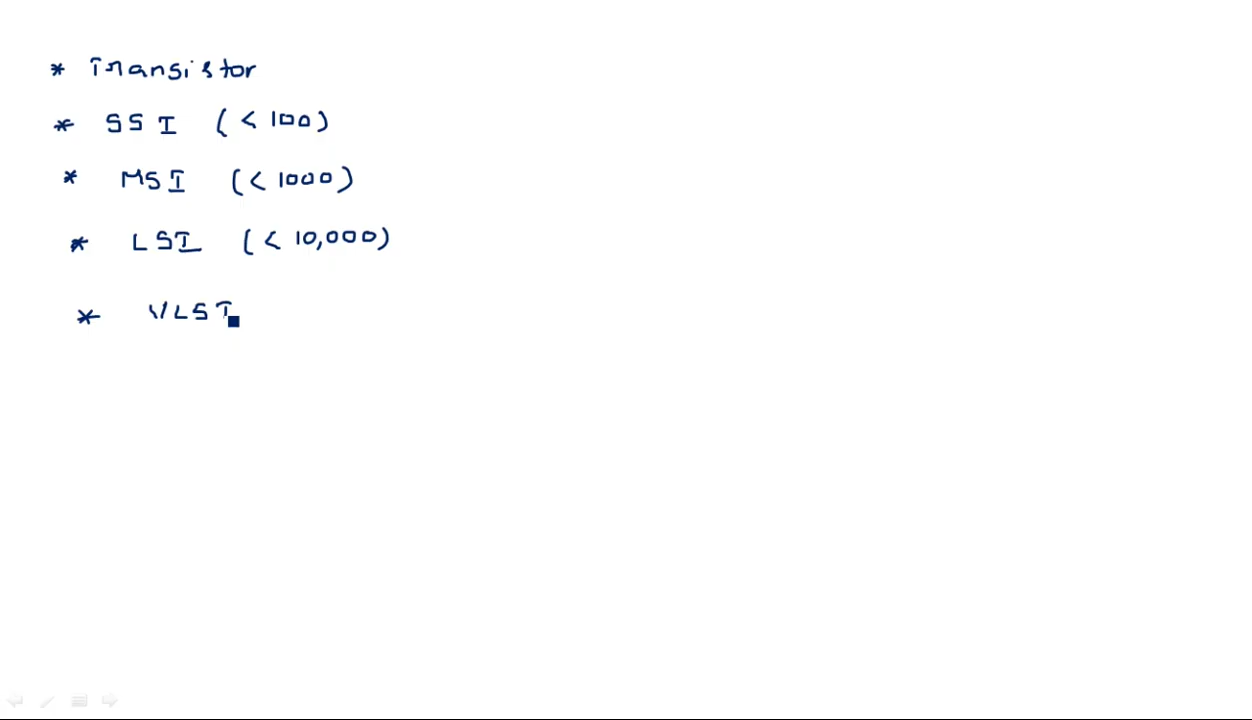 * Transistor
* SSI (< 100)
* MSI (< 1000)
* LSI (< 10,000)
* VLSI